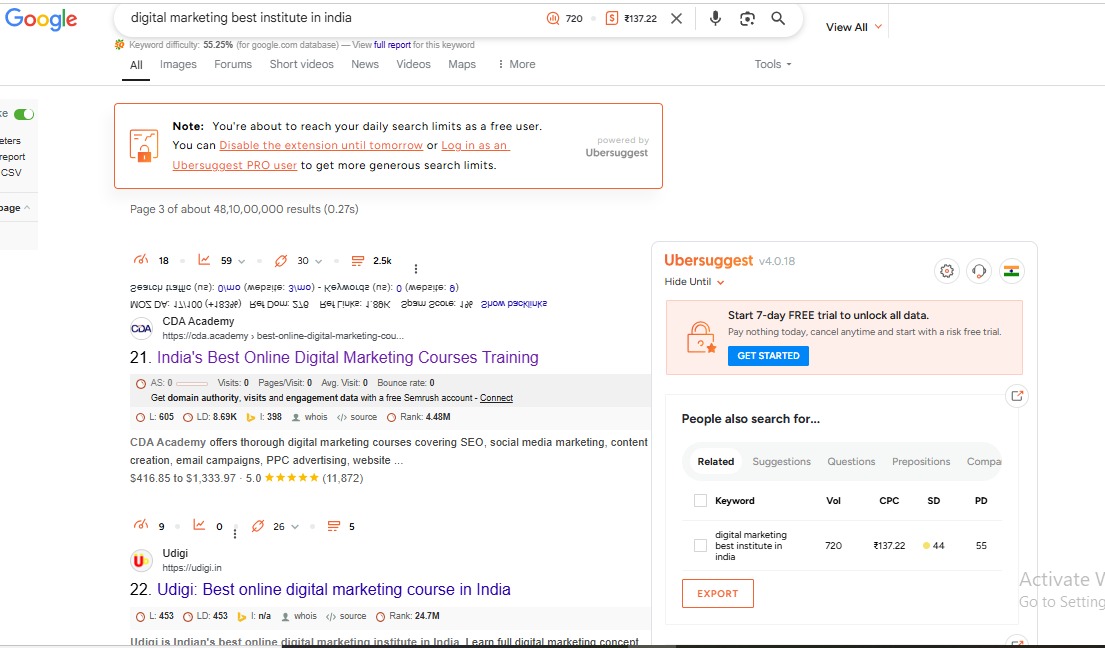 Google
digital marketing best institute in india
720
₹137.22
View All
Keyword difficulty: 55.25% (for google.com database) — View full report for this keyword
All Images Forums Short videos News Videos Maps More Tools
ke
eters
report
CSV
page
Note: You're about to reach your daily search limits as a free user.
You can Disable the extension until tomorrow or Log in as an
Ubersuggest PRO user to get more generous search limits.
powered by
Ubersuggest
Page 3 of about 48,10,00,000 results (0.27s)
18 59 30 2.5k
Search traffic (us): 0/mo (website: 3/mo) - Keywords (us): 0 (website: 9)
MOZ DA: 17/100 (+183%) Ref Dom: 276 Ref Links: 1.89K Spam Score: 1% Show backlinks
CDA
CDA Academy
https://cda.academy › best-online-digital-marketing-cou...
21. India's Best Online Digital Marketing Courses Training
AS: 0 Visits: 0 Pages/Visit: 0 Avg. Visit: 0 Bounce rate: 0
Get domain authority, visits and engagement data with a free Semrush account - Connect
L: 605 LD: 8.69K I: 398 whois </> source Rank: 4.48M
CDA Academy offers thorough digital marketing courses covering SEO, social media marketing, content
creation, email campaigns, PPC advertising, website ...
$416.85 to $1,333.97 · 5.0 ★★★★★ (11,872)
9 0 26 5
U
Udigi
https://udigi.in
22. Udigi: Best online digital marketing course in India
L: 453 LD: 453 I: n/a whois </> source Rank: 24.7M
Udigi is Indian's best online digital marketing institute in India. Learn full digital marketing concept
Ubersuggest v4.0.18
Hide Until
Start 7-day FREE trial to unlock all data.
Pay nothing today, cancel anytime and start with a risk free trial.
GET STARTED
People also search for...
Related Suggestions Questions Prepositions Compa
Keyword Vol CPC SD PD
digital marketing
best institute in
india
720 ₹137.22 44 55
EXPORT
Activate W
Go to Setting